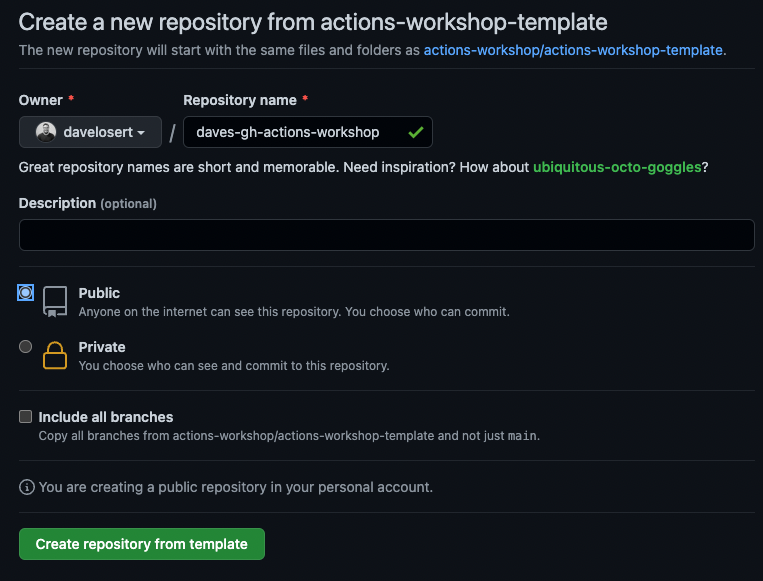 Create a new repository from actions-workshop-template
The new repository will start with the same files and folders as actions-workshop/actions-workshop-template.
Owner * Repository name *
davelosert / daves-gh-actions-workshop
Great repository names are short and memorable. Need inspiration? How about ubiquitous-octo-goggles?
Description (optional)
Public
Anyone on the internet can see this repository. You choose who can commit.
Private
You choose who can see and commit to this repository.
Include all branches
Copy all branches from actions-workshop/actions-workshop-template and not just main.
You are creating a public repository in your personal account.
Create repository from template